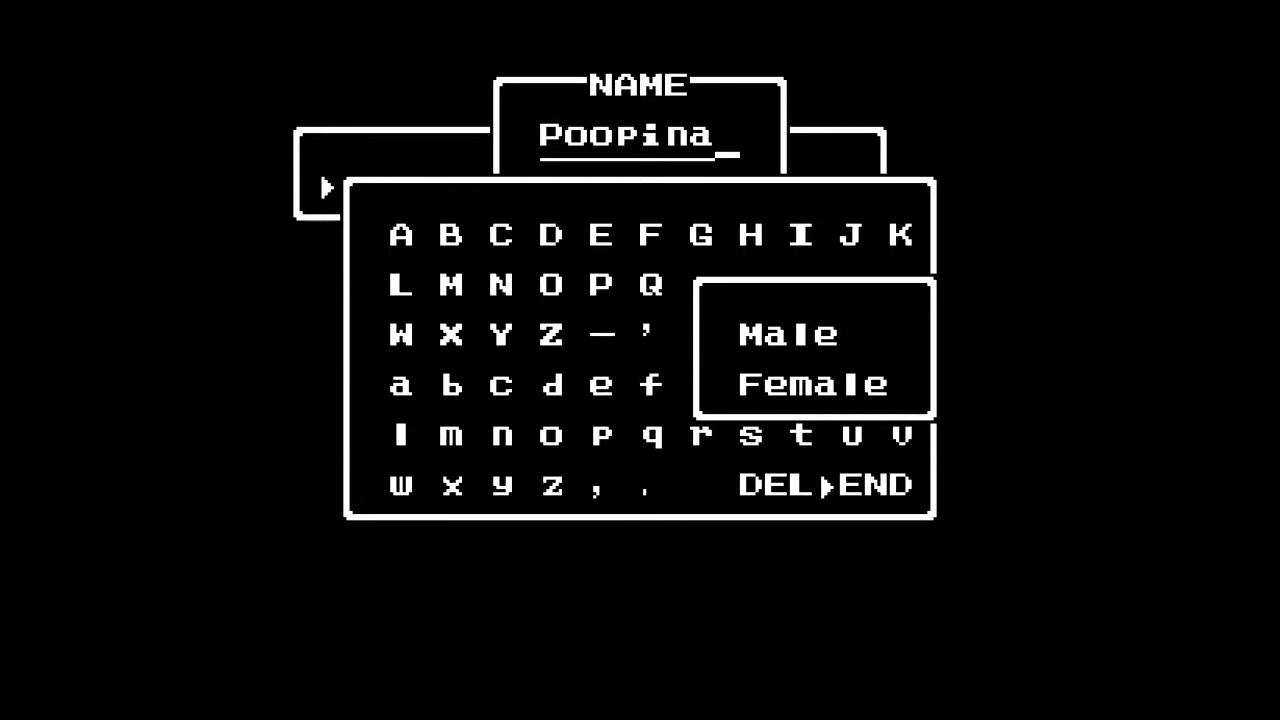 NAME
Poopina_
A B C D E F G H I J K
L M N O P Q
W X Y Z – ’ Male
a b c d e f Female
l m n o p q r s t u v
w x y z , . DEL▶END